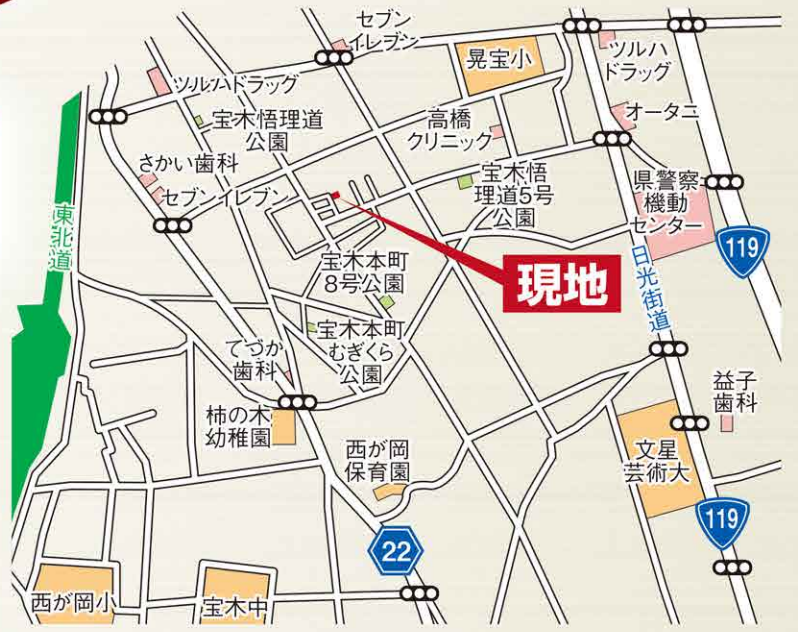 セブン
イレブン
ツルハ
ドラッグ
晃宝小
ツルハドラッグ
オータニ
宝木悟理道
公園
高橋
クリニック
さかい歯科
セブンイレブン
宝木悟
理道5号
公園
県警察
機動
センター
東北道
119
宝木本町
8号公園
現地
日光街道
宝木本町
むぎくら
公園
てづか
歯科
益子
歯科
柿の木
幼稚園
西が岡
保育園
文星
芸術大
119
22
西が岡小
宝木中